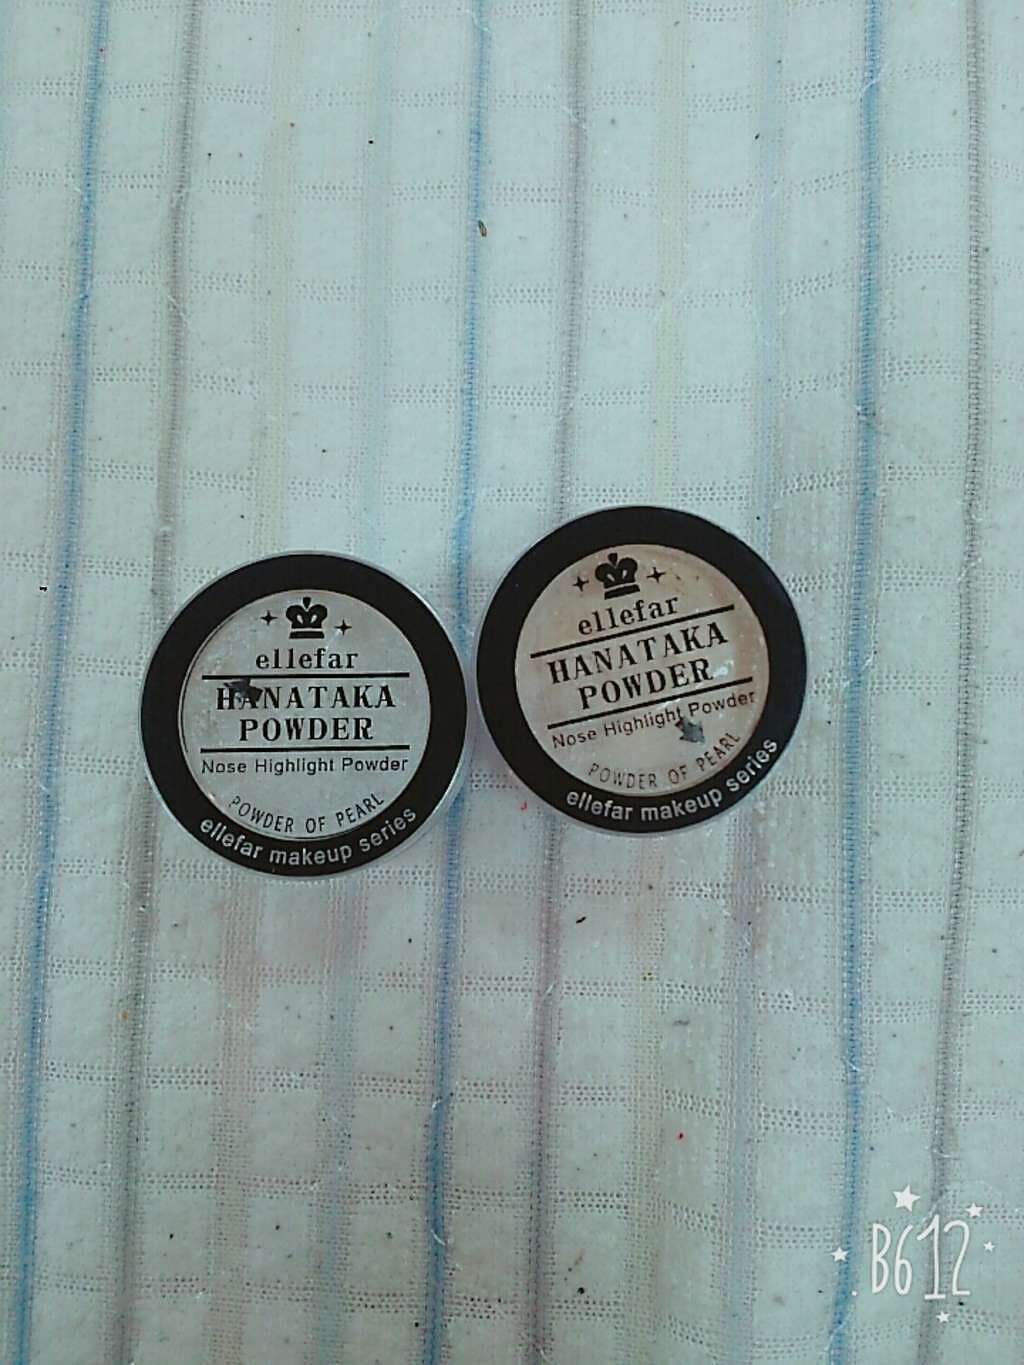 ellefar
HANATAKA
POWDER
Nose Highlight Powder
POWDER OF PEARL
ellefar makeup series
ellefar
HANATAKA
POWDER
Nose Highlight Powder
POWDER OF PEARL
ellefar makeup series
B612